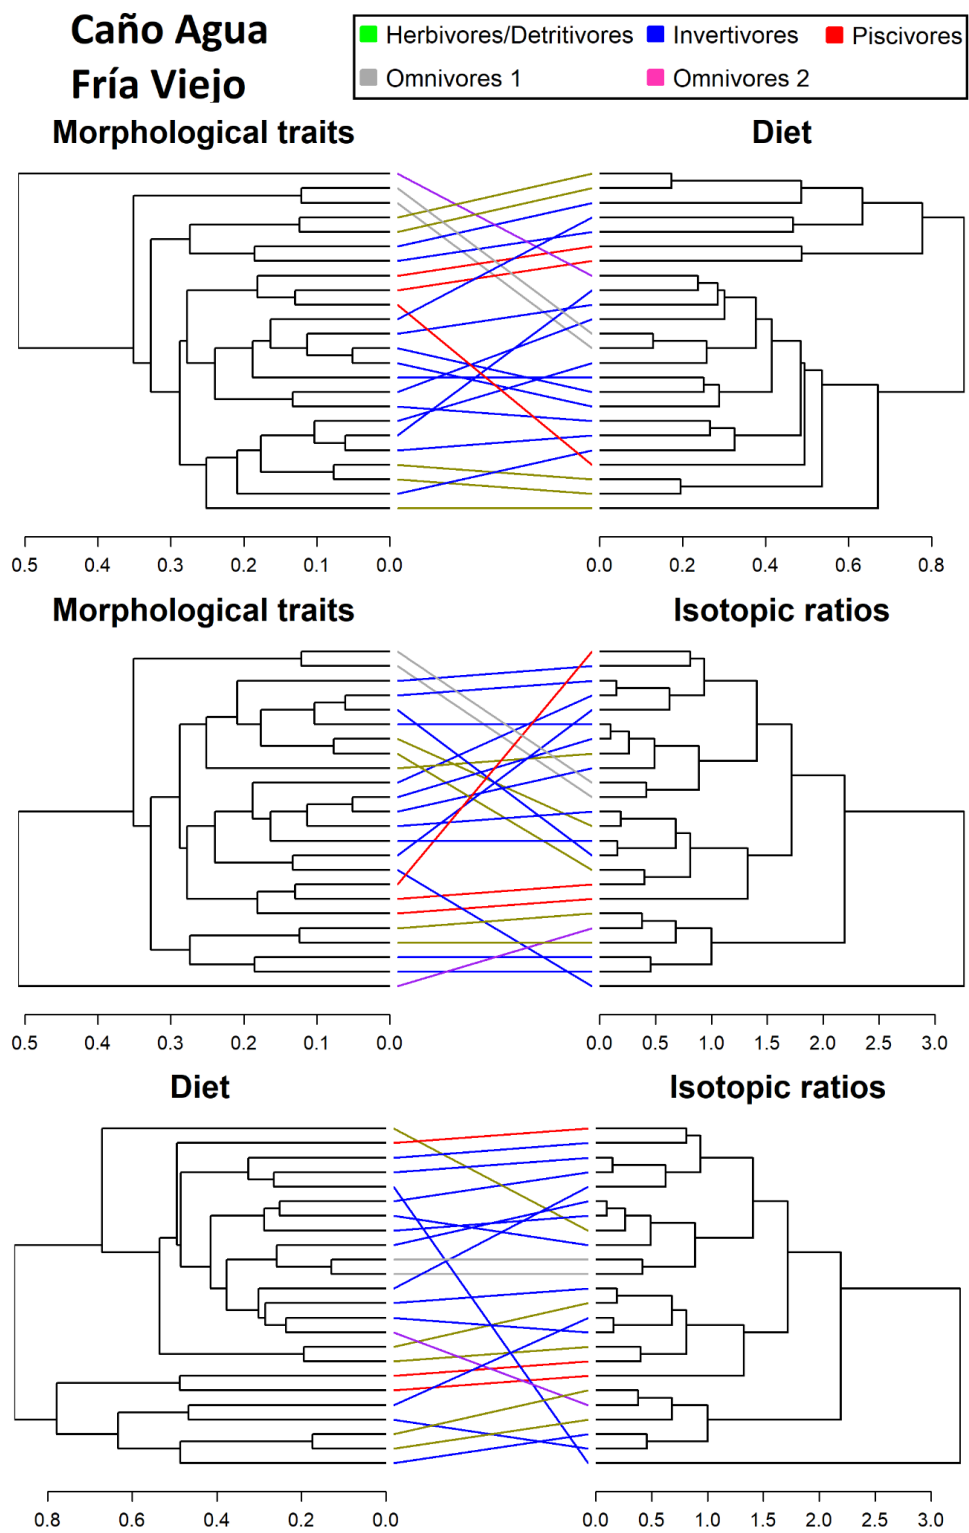 Caño Agua
Fría Viejo
Herbivores/Detritivores Invertivores Piscivores
Omnivores 1 Omnivores 2
Morphological traits Diet
0.5 0.4 0.3 0.2 0.1 0.0 0.0 0.2 0.4 0.6 0.8
Morphological traits Isotopic ratios
0.5 0.4 0.3 0.2 0.1 0.0 0.0 0.5 1.0 1.5 2.0 2.5 3.0
Diet Isotopic ratios
0.8 0.6 0.4 0.2 0.0 0.0 0.5 1.0 1.5 2.0 2.5 3.0